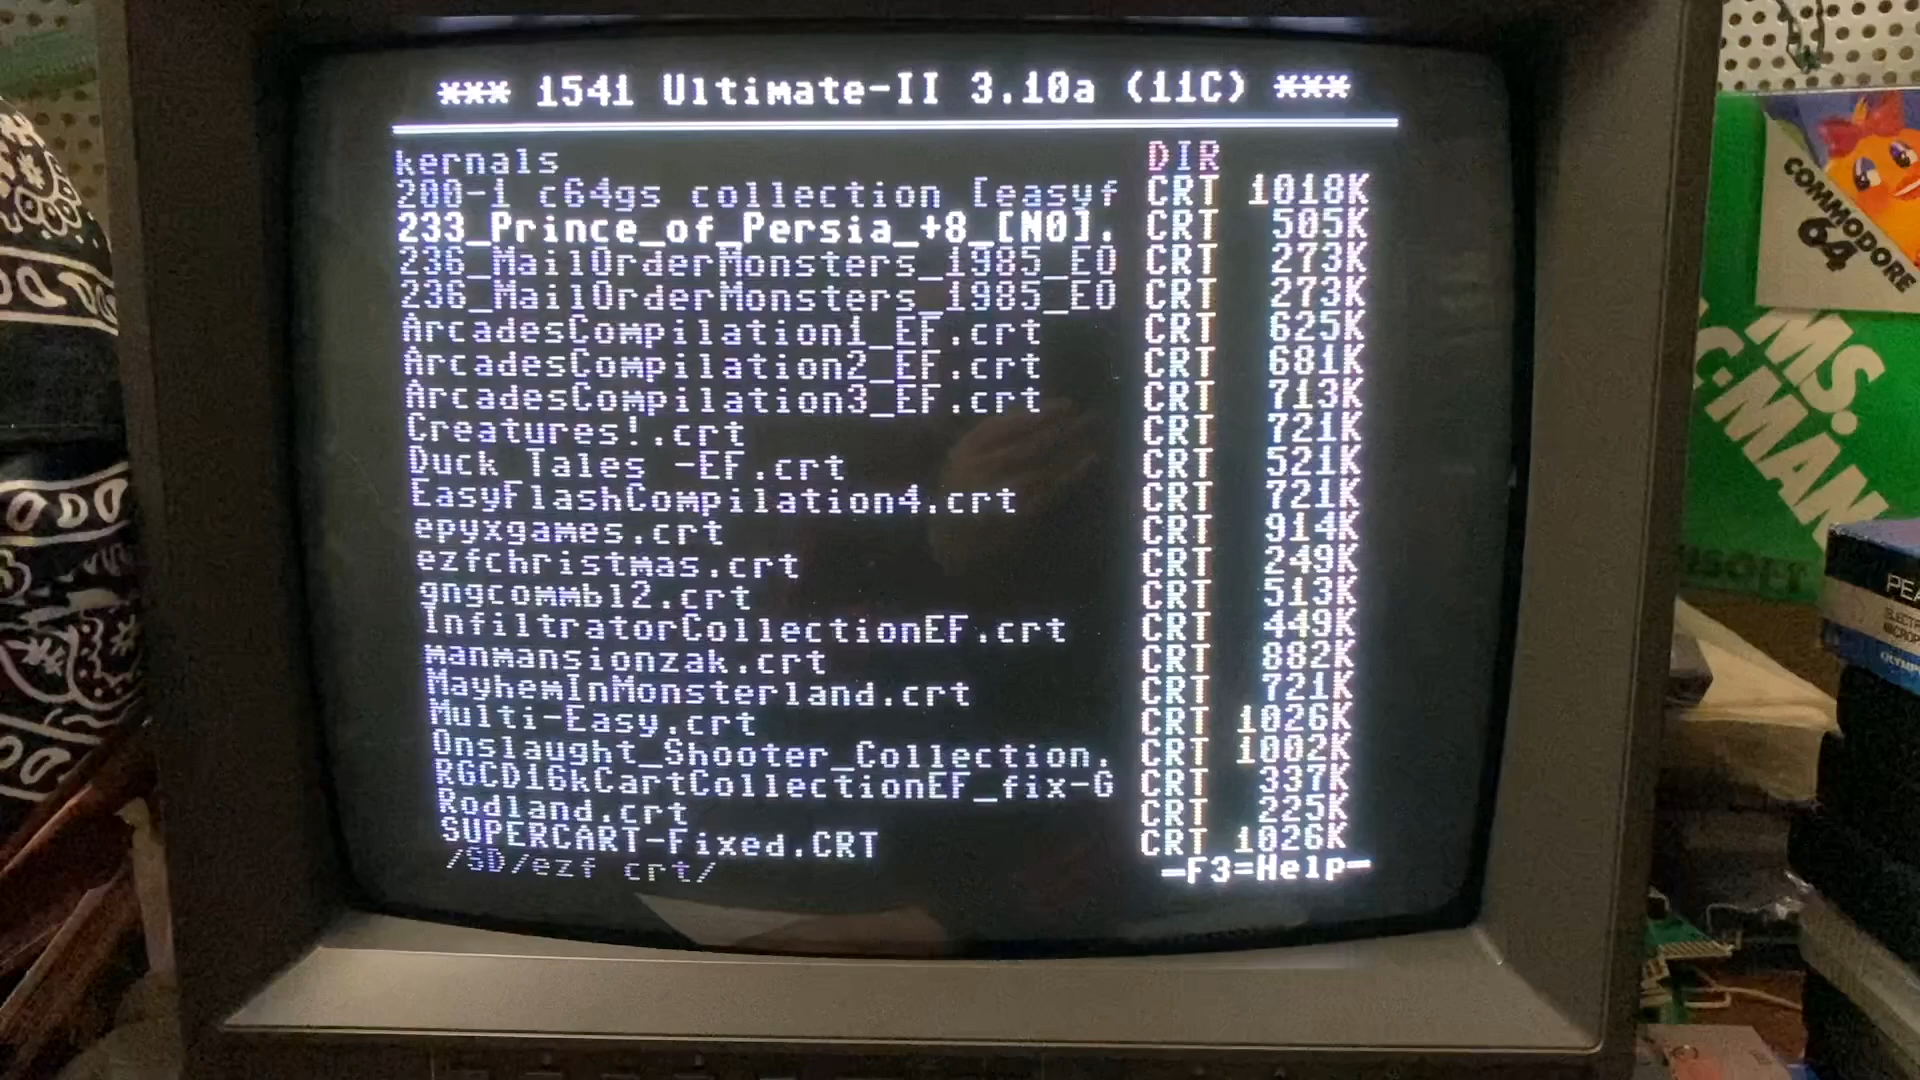 *** 1541 Ultimate-II 3.10a (11C) ***
kernals DIR
200-1 c64gs collection [easyf CRT 1018K
233_Prince_of_Persia_+8_[N0]. CRT 505K
236_MailOrderMonsters_1985_EO CRT 273K
236_MailOrderMonsters_1985_EO CRT 273K
ArcadesCompilation1_EF.crt CRT 625K
ArcadesCompilation2_EF.crt CRT 681K
ArcadesCompilation3_EF.crt CRT 713K
Creatures!.crt CRT 721K
Duck Tales -EF.crt CRT 521K
EasyFlashCompilation4.crt CRT 721K
epyxgames.crt CRT 914K
ezfchristmas.crt CRT 249K
gngcommb12.crt CRT 513K
InfiltratorCollectionEF.crt CRT 449K
manmansionzak.crt CRT 882K
MayhemInMonsterland.crt CRT 721K
Multi-Easy.crt CRT 1026K
Onslaught_Shooter_Collection. CRT 1002K
RGCD16kCartCollectionEF_fix-G CRT 337K
Rodland.crt CRT 225K
SUPERCART-Fixed.CRT CRT 1026K
/SD/ezf crt/ -F3=Help-
COMMODORE
64
MS.
C-MAN